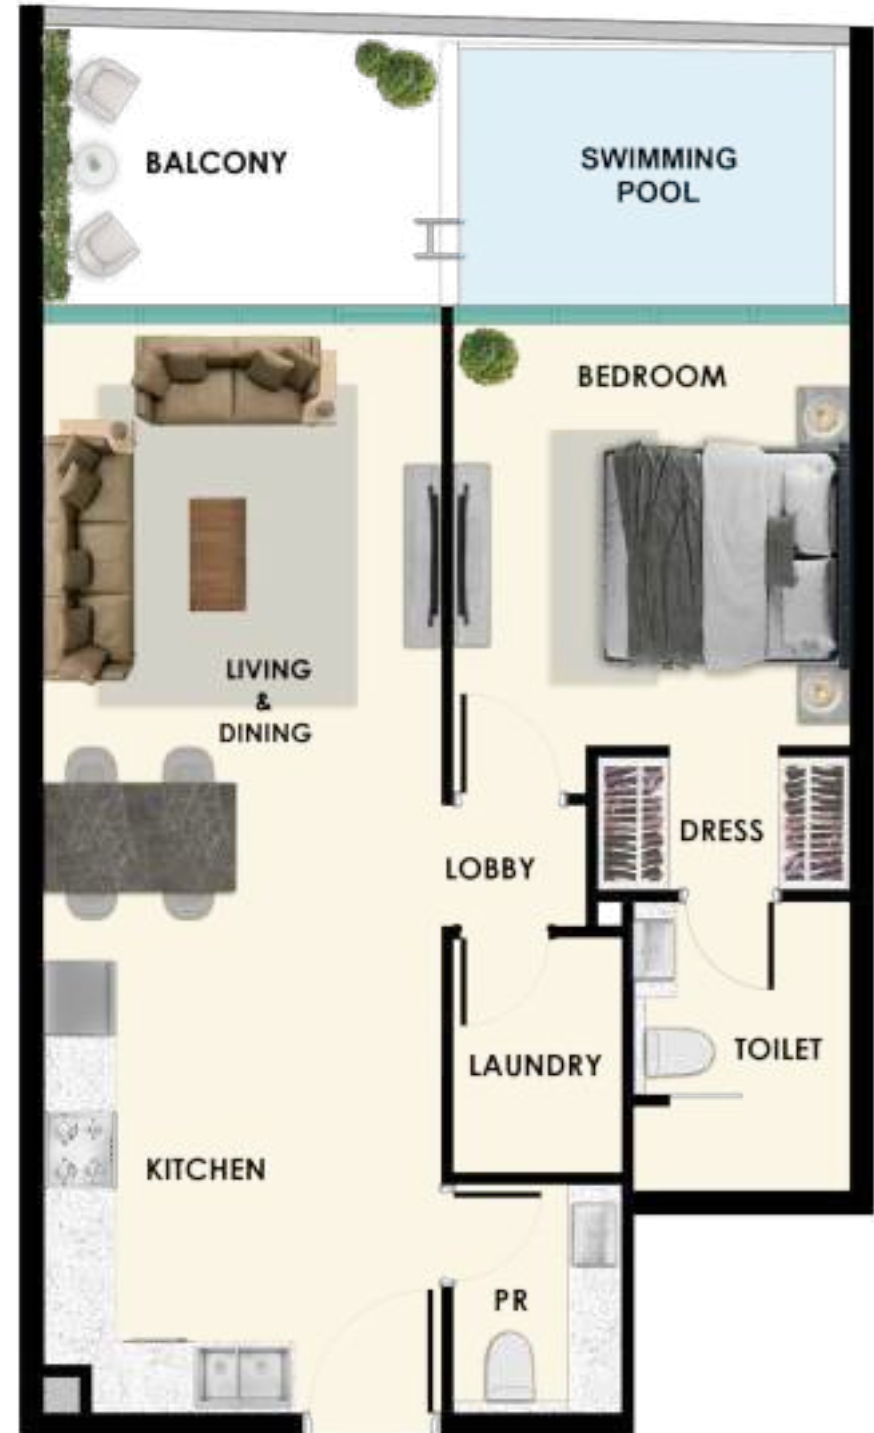 BALCONY
SWIMMING
POOL
BEDROOM
LIVING
&
DINING
DRESS
LOBBY
LAUNDRY
TOILET
KITCHEN
PR